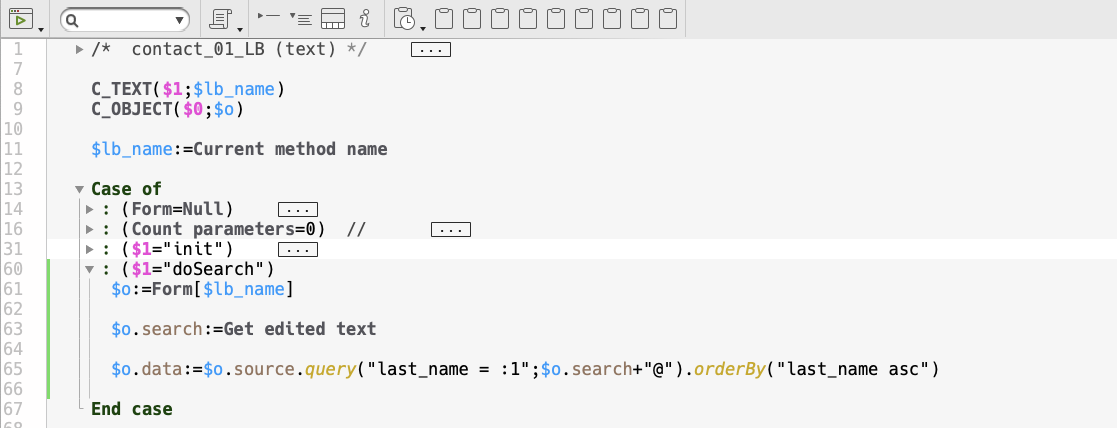 1 /*  contact_01_LB (text) */ ...
7
8 C_TEXT($1;$lb_name)
9 C_OBJECT($0;$o)
10
11 $lb_name:=Current method name
12
13 Case of
14 : (Form=Null) ...
16 : (Count parameters=0)  // ...
31 : ($1="init") ...
60 : ($1="doSearch")
61 $o:=Form[$lb_name]
62
63 $o.search:=Get edited text
64
65 $o.data:=$o.source.query("last_name = :1";$o.search+"@").orderBy("last_name asc")
66
67 End case
68